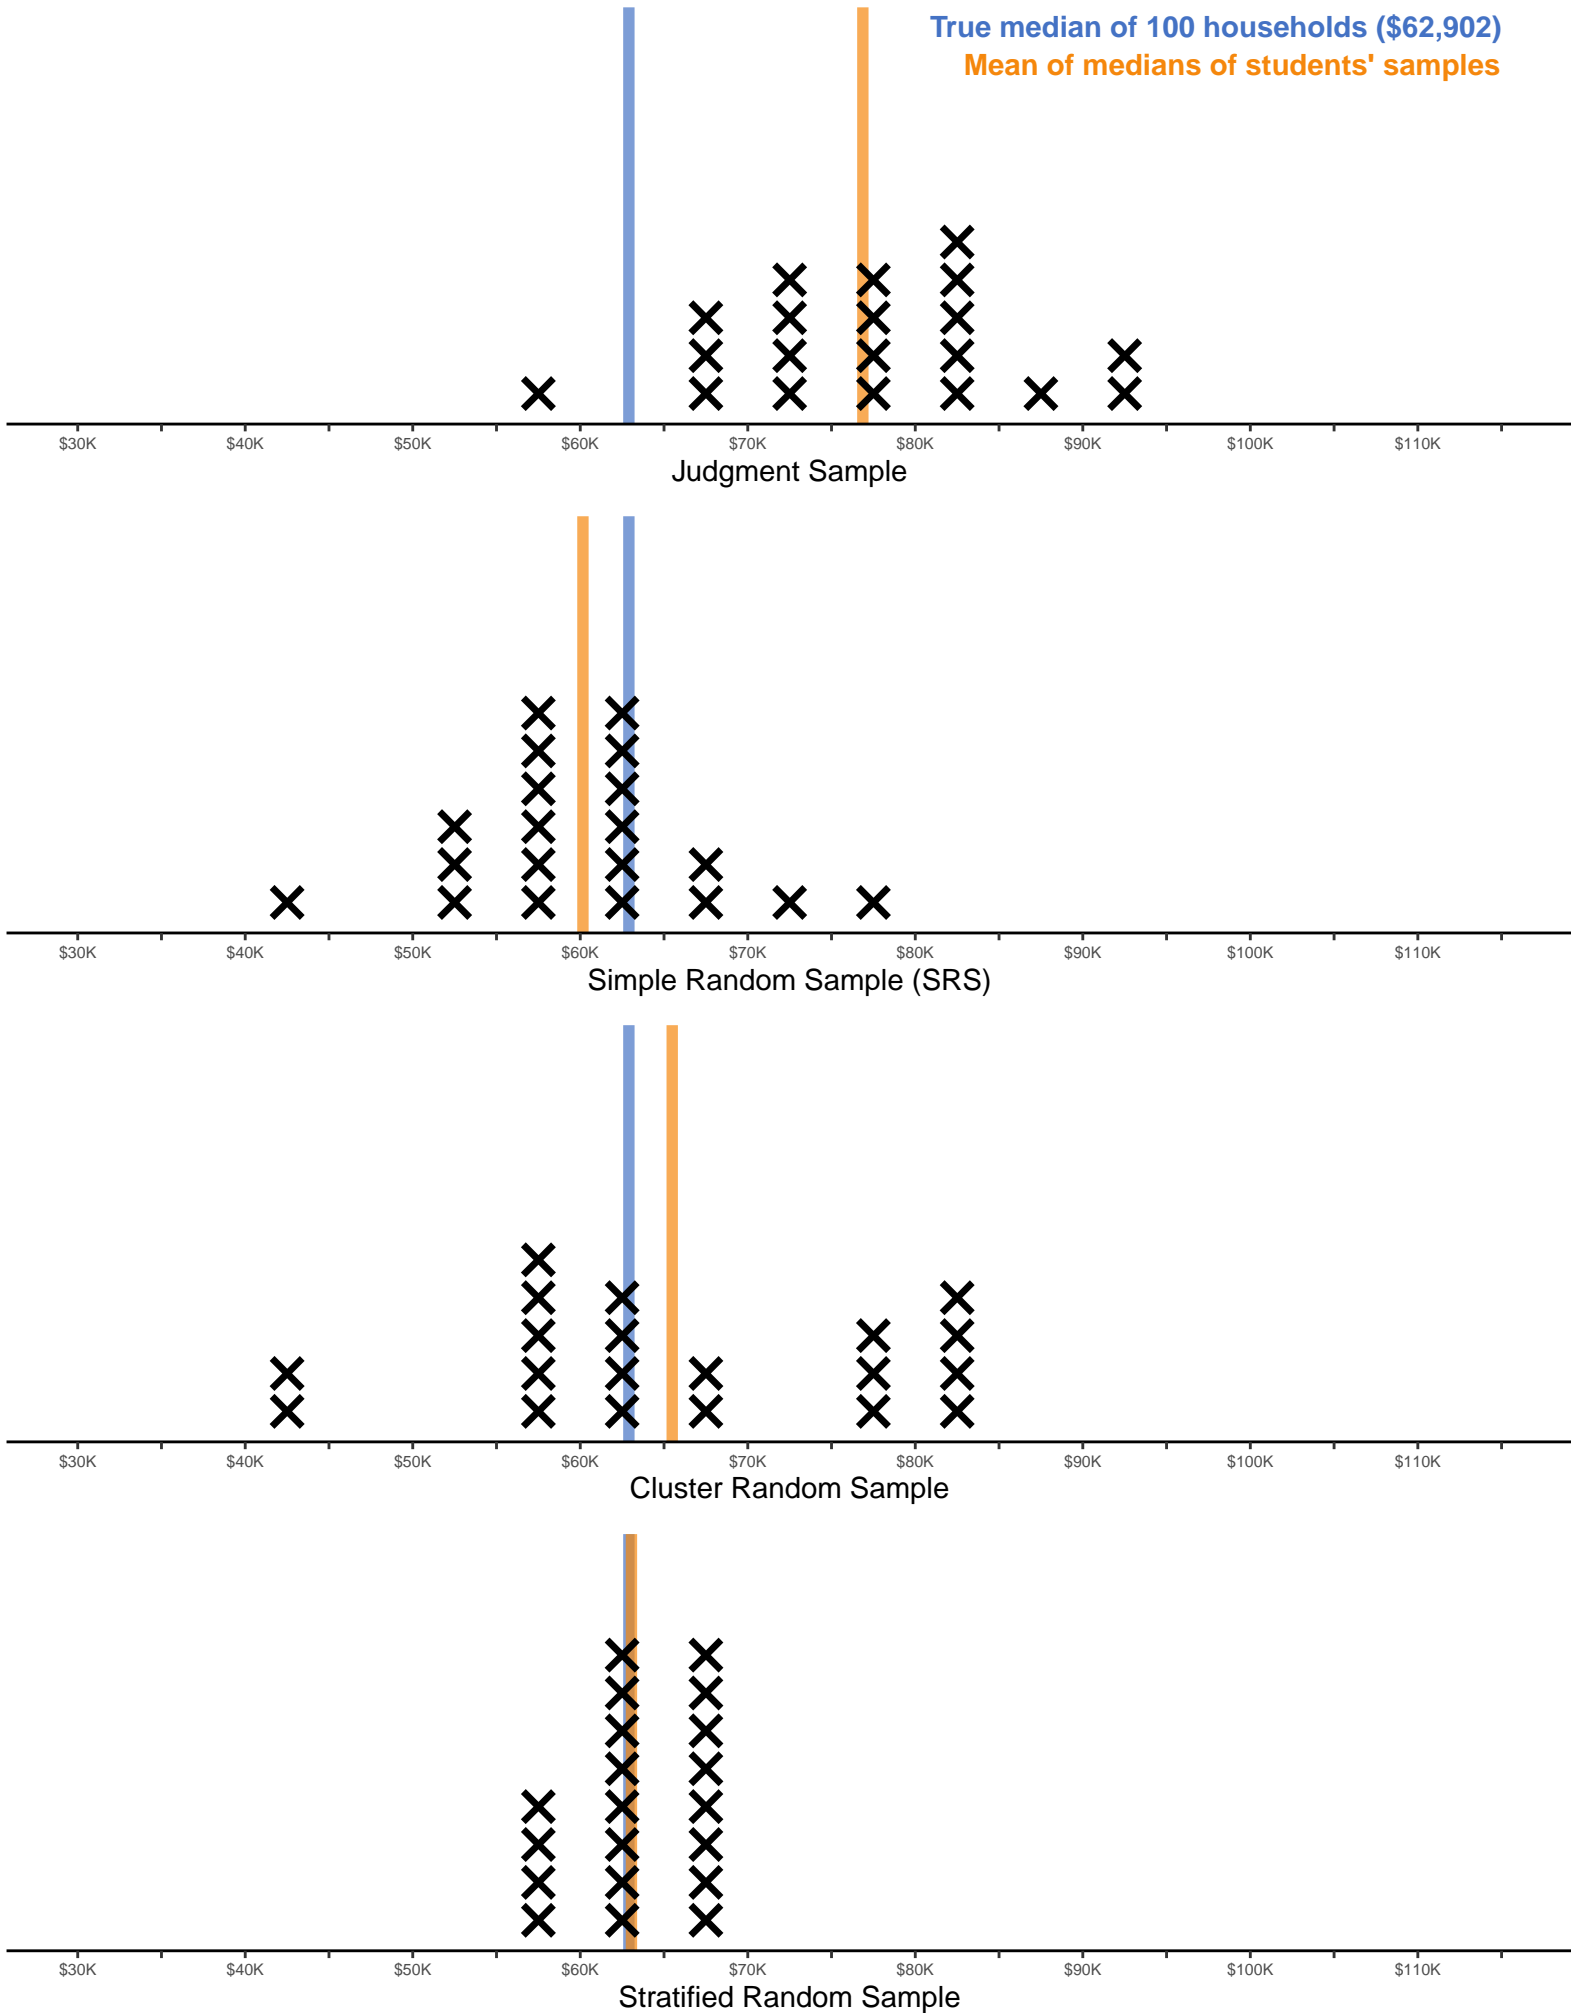 True median of 100 households ($62,902)
Mean of medians of students' samples
$30K $40K $50K $60K $70K $80K $90K $100K $110K
Judgment Sample
$30K $40K $50K $60K $70K $80K $90K $100K $110K
Simple Random Sample (SRS)
$30K $40K $50K $60K $70K $80K $90K $100K $110K
Cluster Random Sample
$30K $40K $50K $60K $70K $80K $90K $100K $110K
Stratified Random Sample